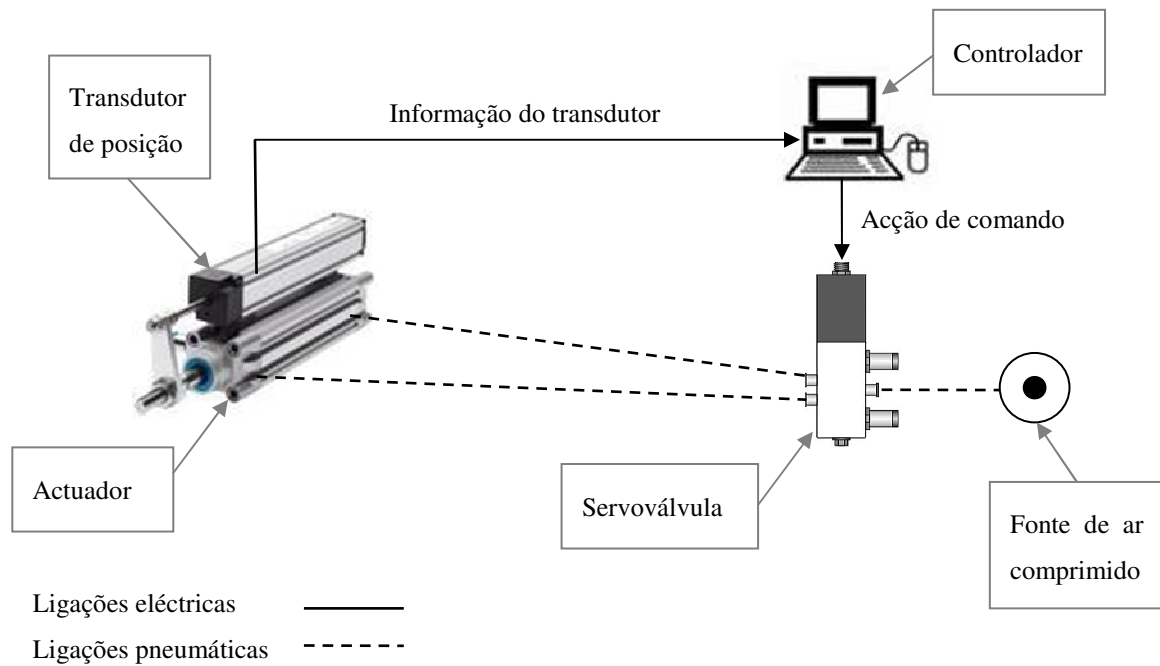 Controlador
Transdutor
de posição
Informação do transdutor
Acção de comando
Actuador
Servoválvula
Fonte de ar
comprimido
Ligações eléctricas
Ligações pneumáticas